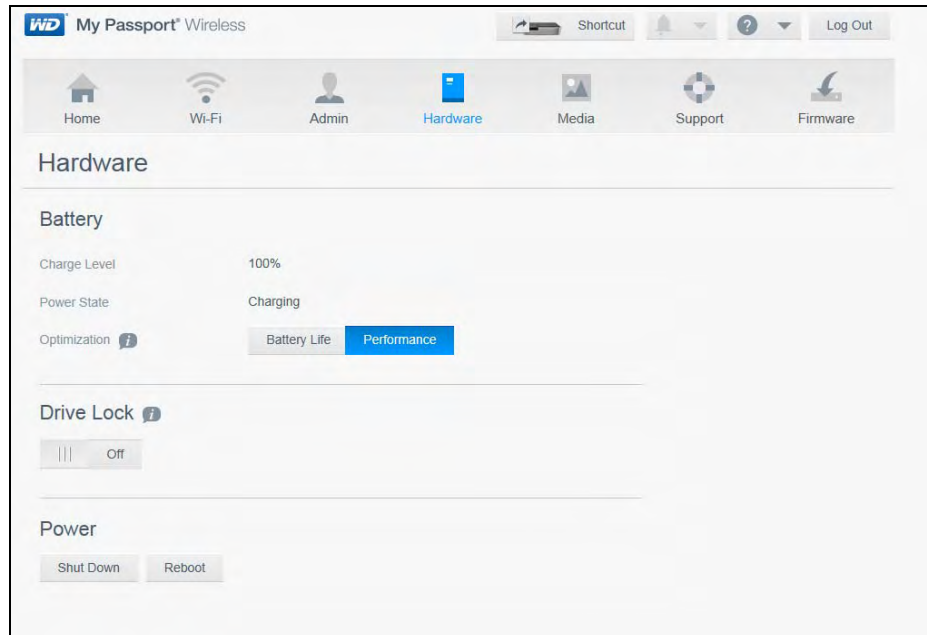 WD My Passport® Wireless Shortcut ? Log Out
Home Wi-Fi Admin Hardware Media Support Firmware
Hardware
Battery
Charge Level 100%
Power State Charging
Optimization i Battery Life Performance
Drive Lock i
Off
Power
Shut Down Reboot